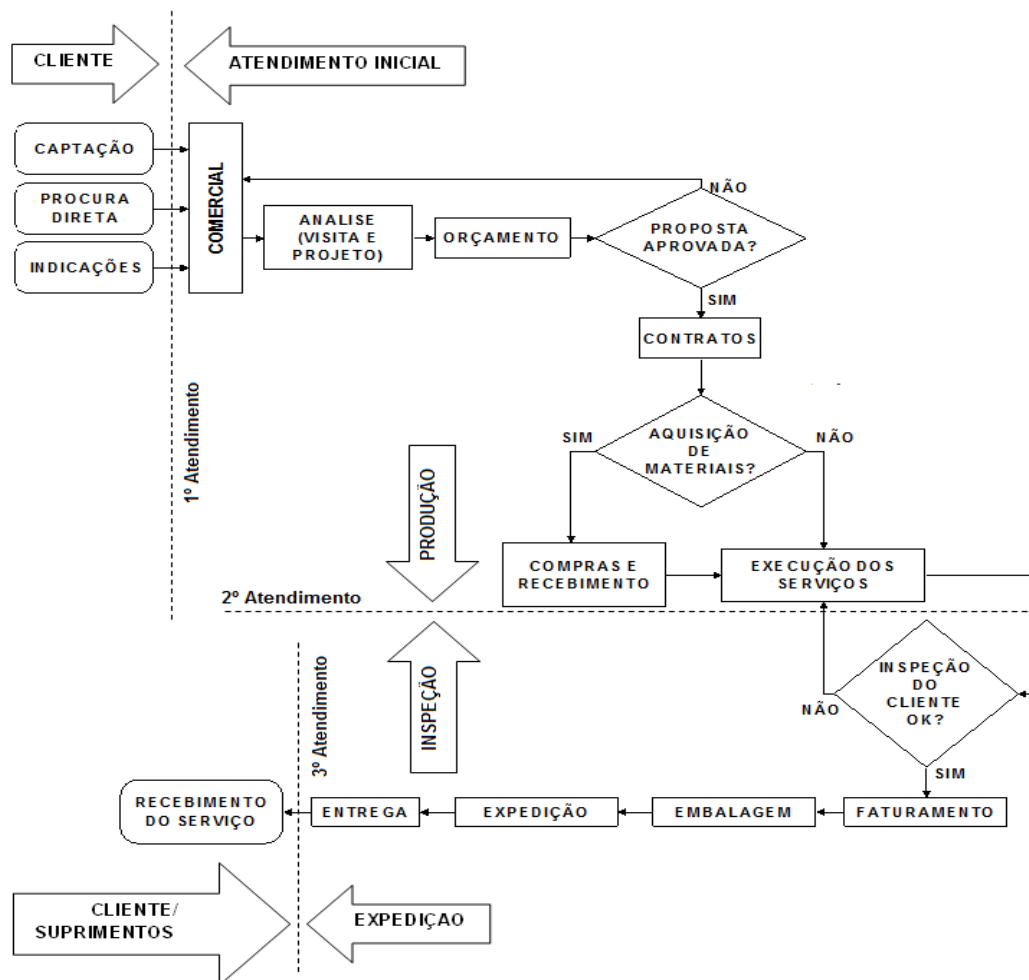 CLIENTE
ATENDIMENTO INICIAL
CAPTAÇÃO
PROCURA
DIRETA
INDICAÇÕES
COMERCIAL
ANALISE
(VISITA E
PROJETO)
ORÇAMENTO
PROPOSTA
APROVADA?
NÃO
SIM
CONTRATOS
1º Atendimento
AQUISIÇÃO
DE
MATERIAIS?
SIM
NÃO
PRODUÇÃO
COMPRAS E
RECEBIMENTO
EXECUÇÃO DOS
SERVIÇOS
2º Atendimento
INSPEÇÃO
INSPEÇÃO
DO
CLIENTE
OK?
NÃO
SIM
3º Atendimento
RECEBIMENTO
DO SERVIÇO
ENTREGA
EXPEDIÇÃO
EMBALAGEM
FATURAMENTO
CLIENTE/
SUPRIMENTOS
EXPEDIÇAO